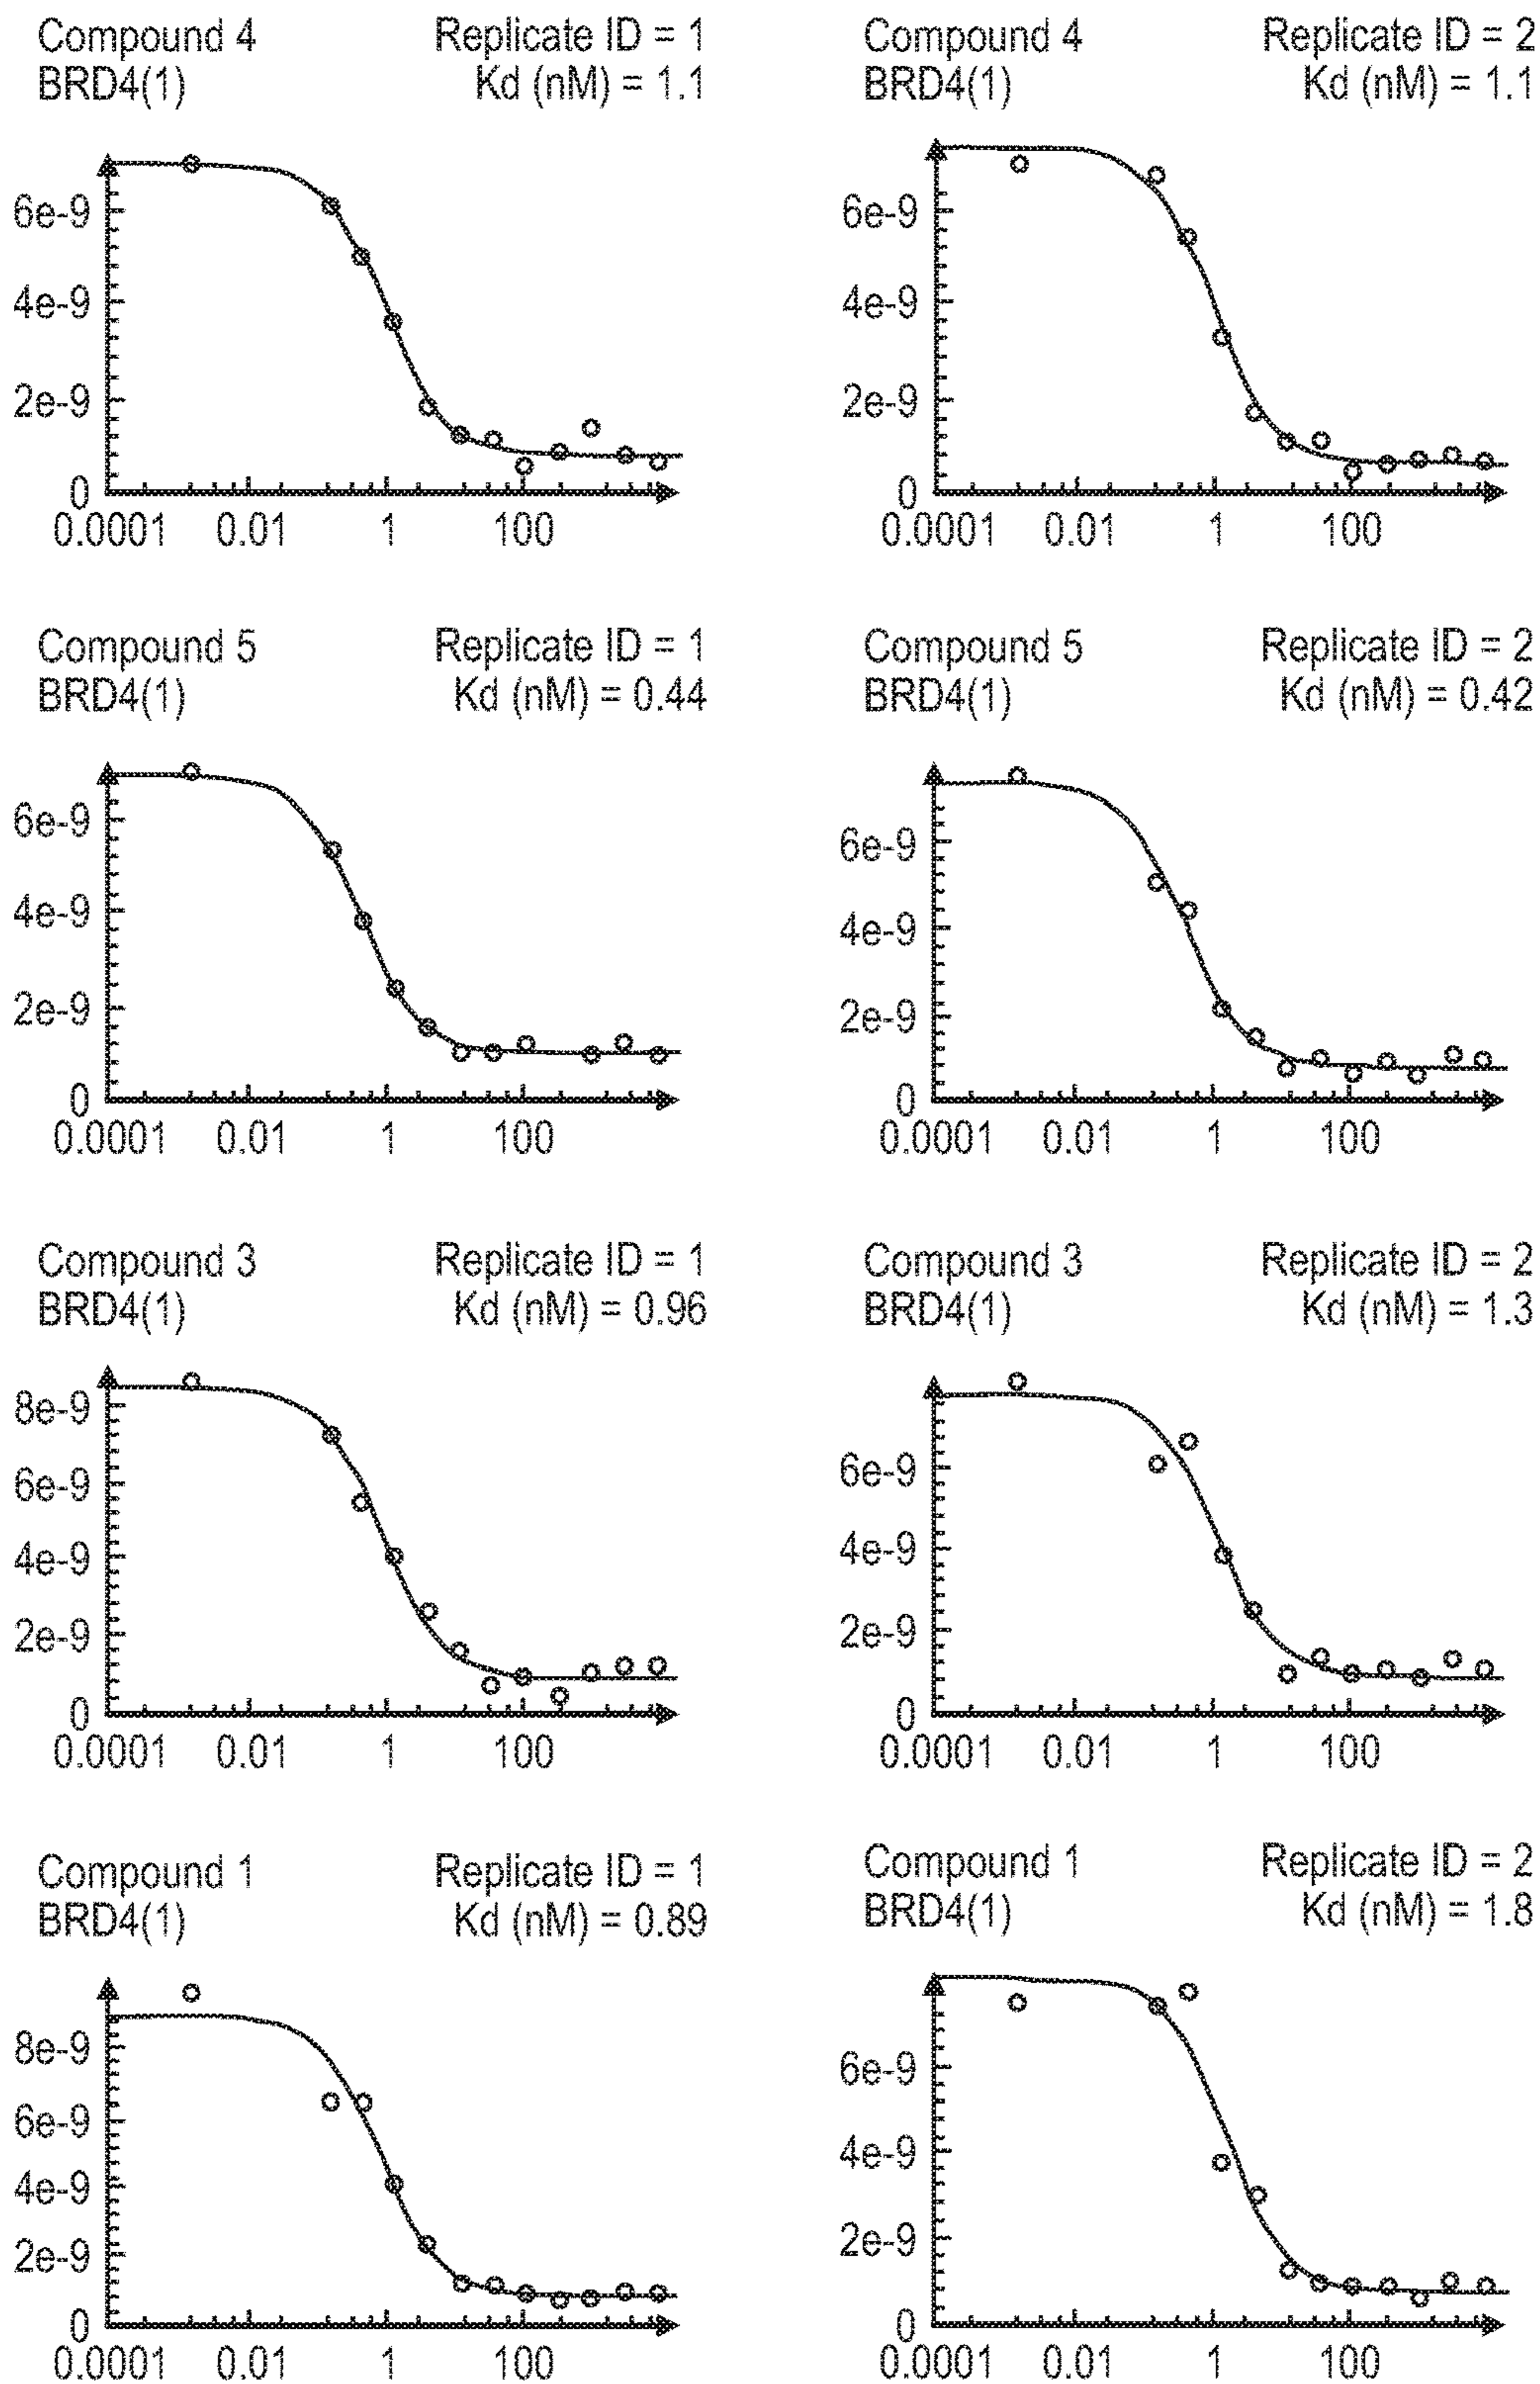 Compound 4 Replicate ID = 1
BRD4(1) Kd (nM) = 1.1
6e-9
4e-9
2e-9
0
0.0001 0.01 1 100
Compound 4 Replicate ID = 2
BRD4(1) Kd (nM) = 1.1
6e-9
4e-9
2e-9
0
0.0001 0.01 1 100
Compound 5 Replicate ID = 1
BRD4(1) Kd (nM) = 0.44
6e-9
4e-9
2e-9
0
0.0001 0.01 1 100
Compound 5 Replicate ID = 2
BRD4(1) Kd (nM) = 0.42
6e-9
4e-9
2e-9
0
0.0001 0.01 1 100
Compound 3 Replicate ID = 1
BRD4(1) Kd (nM) = 0.96
8e-9
6e-9
4e-9
2e-9
0
0.0001 0.01 1 100
Compound 3 Replicate ID = 2
BRD4(1) Kd (nM) = 1.3
6e-9
4e-9
2e-9
0
0.0001 0.01 1 100
Compound 1 Replicate ID = 1
BRD4(1) Kd (nM) = 0.89
8e-9
6e-9
4e-9
2e-9
0
0.0001 0.01 1 100
Compound 1 Replicate ID = 2
BRD4(1) Kd (nM) = 1.8
6e-9
4e-9
2e-9
0
0.0001 0.01 1 100